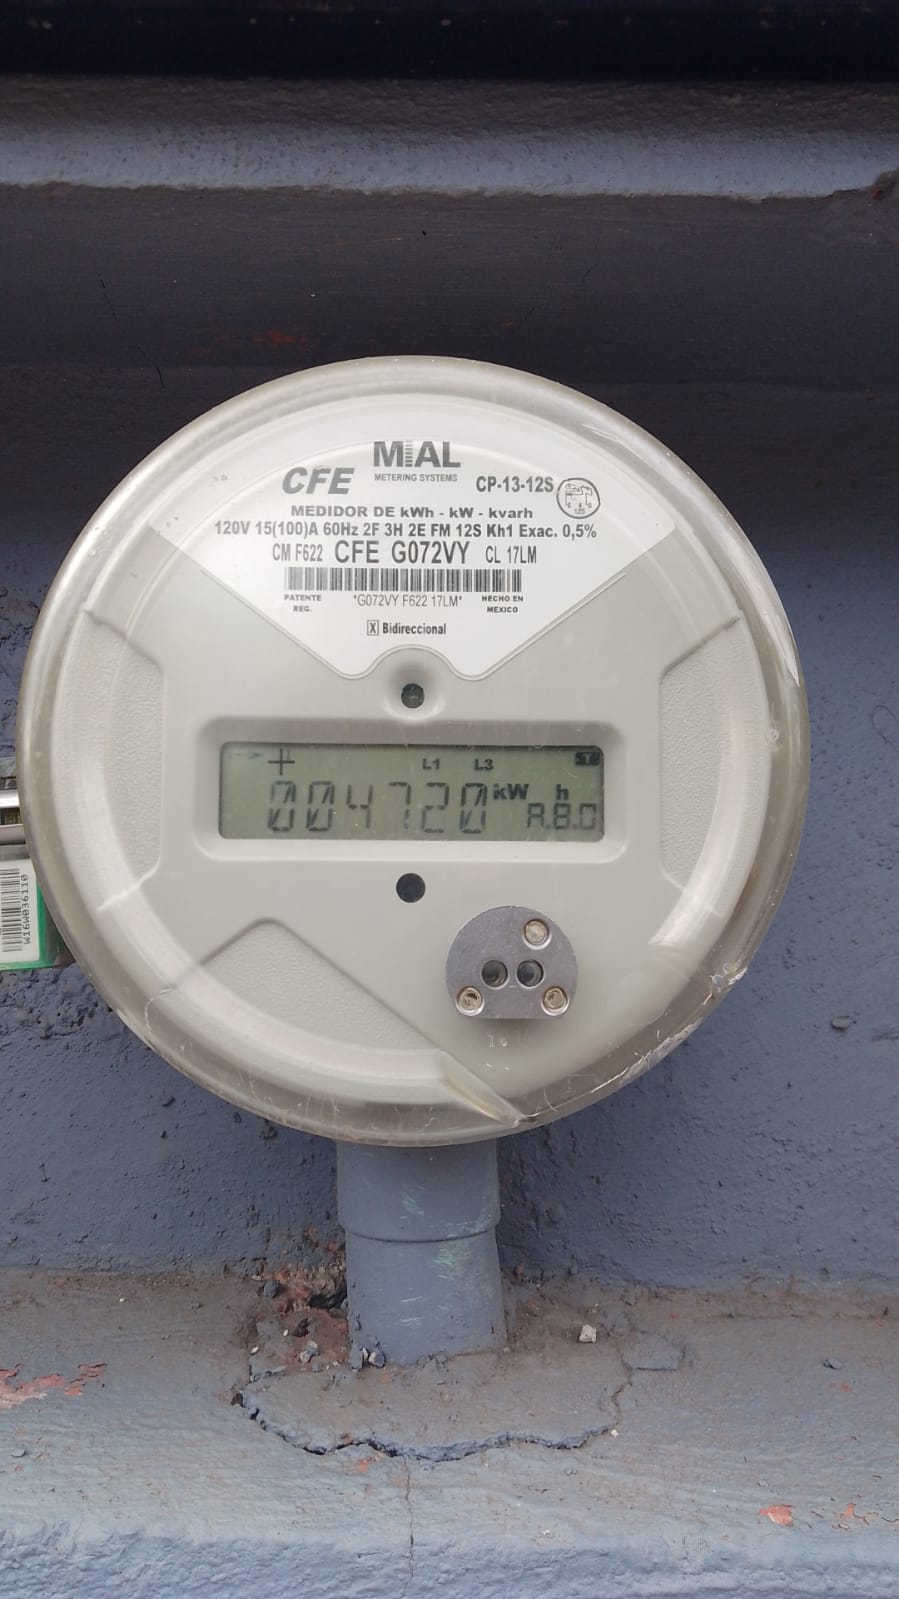 MIAL
METERING SYSTEMS
CFE
CP-13-12S
12S
MEDIDOR DE kWh - kW - kvarh
120V 15(100)A 60Hz 2F 3H 2E FM 12S Kh1 Exac. 0,5%
CM F622 CFE G072VY CL 17LM
PATENTE REG.
*G072VY F622 17LM*
HECHO EN MEXICO
X Bidireccional
L1 L3
004720 kW h
A.B.C
W16W036110